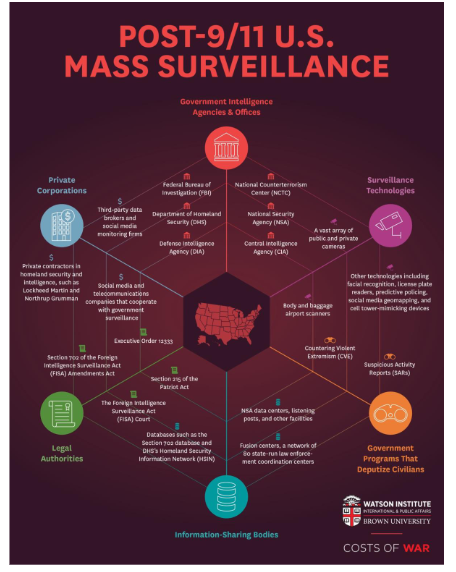 POST-9/11 U.S.
MASS SURVEILLANCE
Government Intelligence
Agencies & Offices
Private
Corporations
Surveillance
Technologies
Federal Bureau of
Investigation (FBI)
National Counterterrorism
Center (NCTC)
Third-party data
brokers and social
media monitoring
firms
Department of Homeland
Security (DHS)
National Security
Agency (NSA)
A vast array of
public and private
cameras
Defense Intelligence
Agency (DIA)
Central Intelligence
Agency (CIA)
Private contractors in
homeland security and
intelligence, such as
Lockheed Martin and
Northrup Grumman
Social media and
telecommunications
companies that cooperate
with government
surveillance
Other technologies including
facial recognition, license plate
readers, predictive policing,
social media geomapping, and
cell tower-mimicking devices
Body and baggage
airport scanners
Executive Order 12333
Countering Violent
Extremism (CVE)
Section 702 of the Foreign
Intelligence Surveillance Act
(FISA) Amendments Act
Suspicious Activity
Reports (SARs)
Section 215 of the
Patriot Act
The Foreign Intelligence
Surveillance Act
(FISA) Court
NSA data centers, listening
posts, and other facilities
Databases such as the
Section 702 database and
DHS's Homeland Security
Information Network (HSIN)
Fusion centers, a network of
80 state-run law enforce-
ment coordination centers
Legal
Authorities
Government
Programs That
Deputize Civilians
Information-Sharing Bodies
WATSON INSTITUTE
INTERNATIONAL & PUBLIC AFFAIRS
BROWN UNIVERSITY
COSTS OF WAR